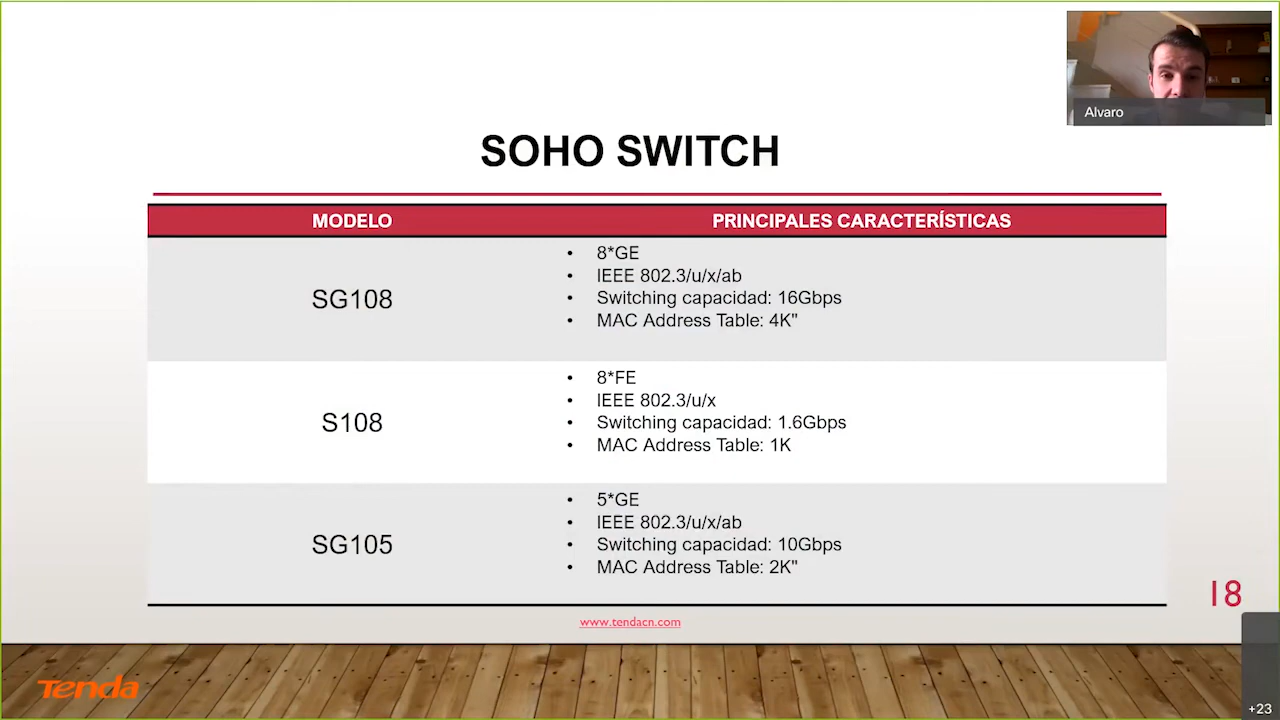 Alvaro
SOHO SWITCH
MODELO
PRINCIPALES CARACTERÍSTICAS
SG108
• 8*GE
• IEEE 802.3/u/x/ab
• Switching capacidad: 16Gbps
• MAC Address Table: 4K"
S108
• 8*FE
• IEEE 802.3/u/x
• Switching capacidad: 1.6Gbps
• MAC Address Table: 1K
SG105
• 5*GE
• IEEE 802.3/u/x/ab
• Switching capacidad: 10Gbps
• MAC Address Table: 2K"
18
www.tendacn.com
Tenda
+23